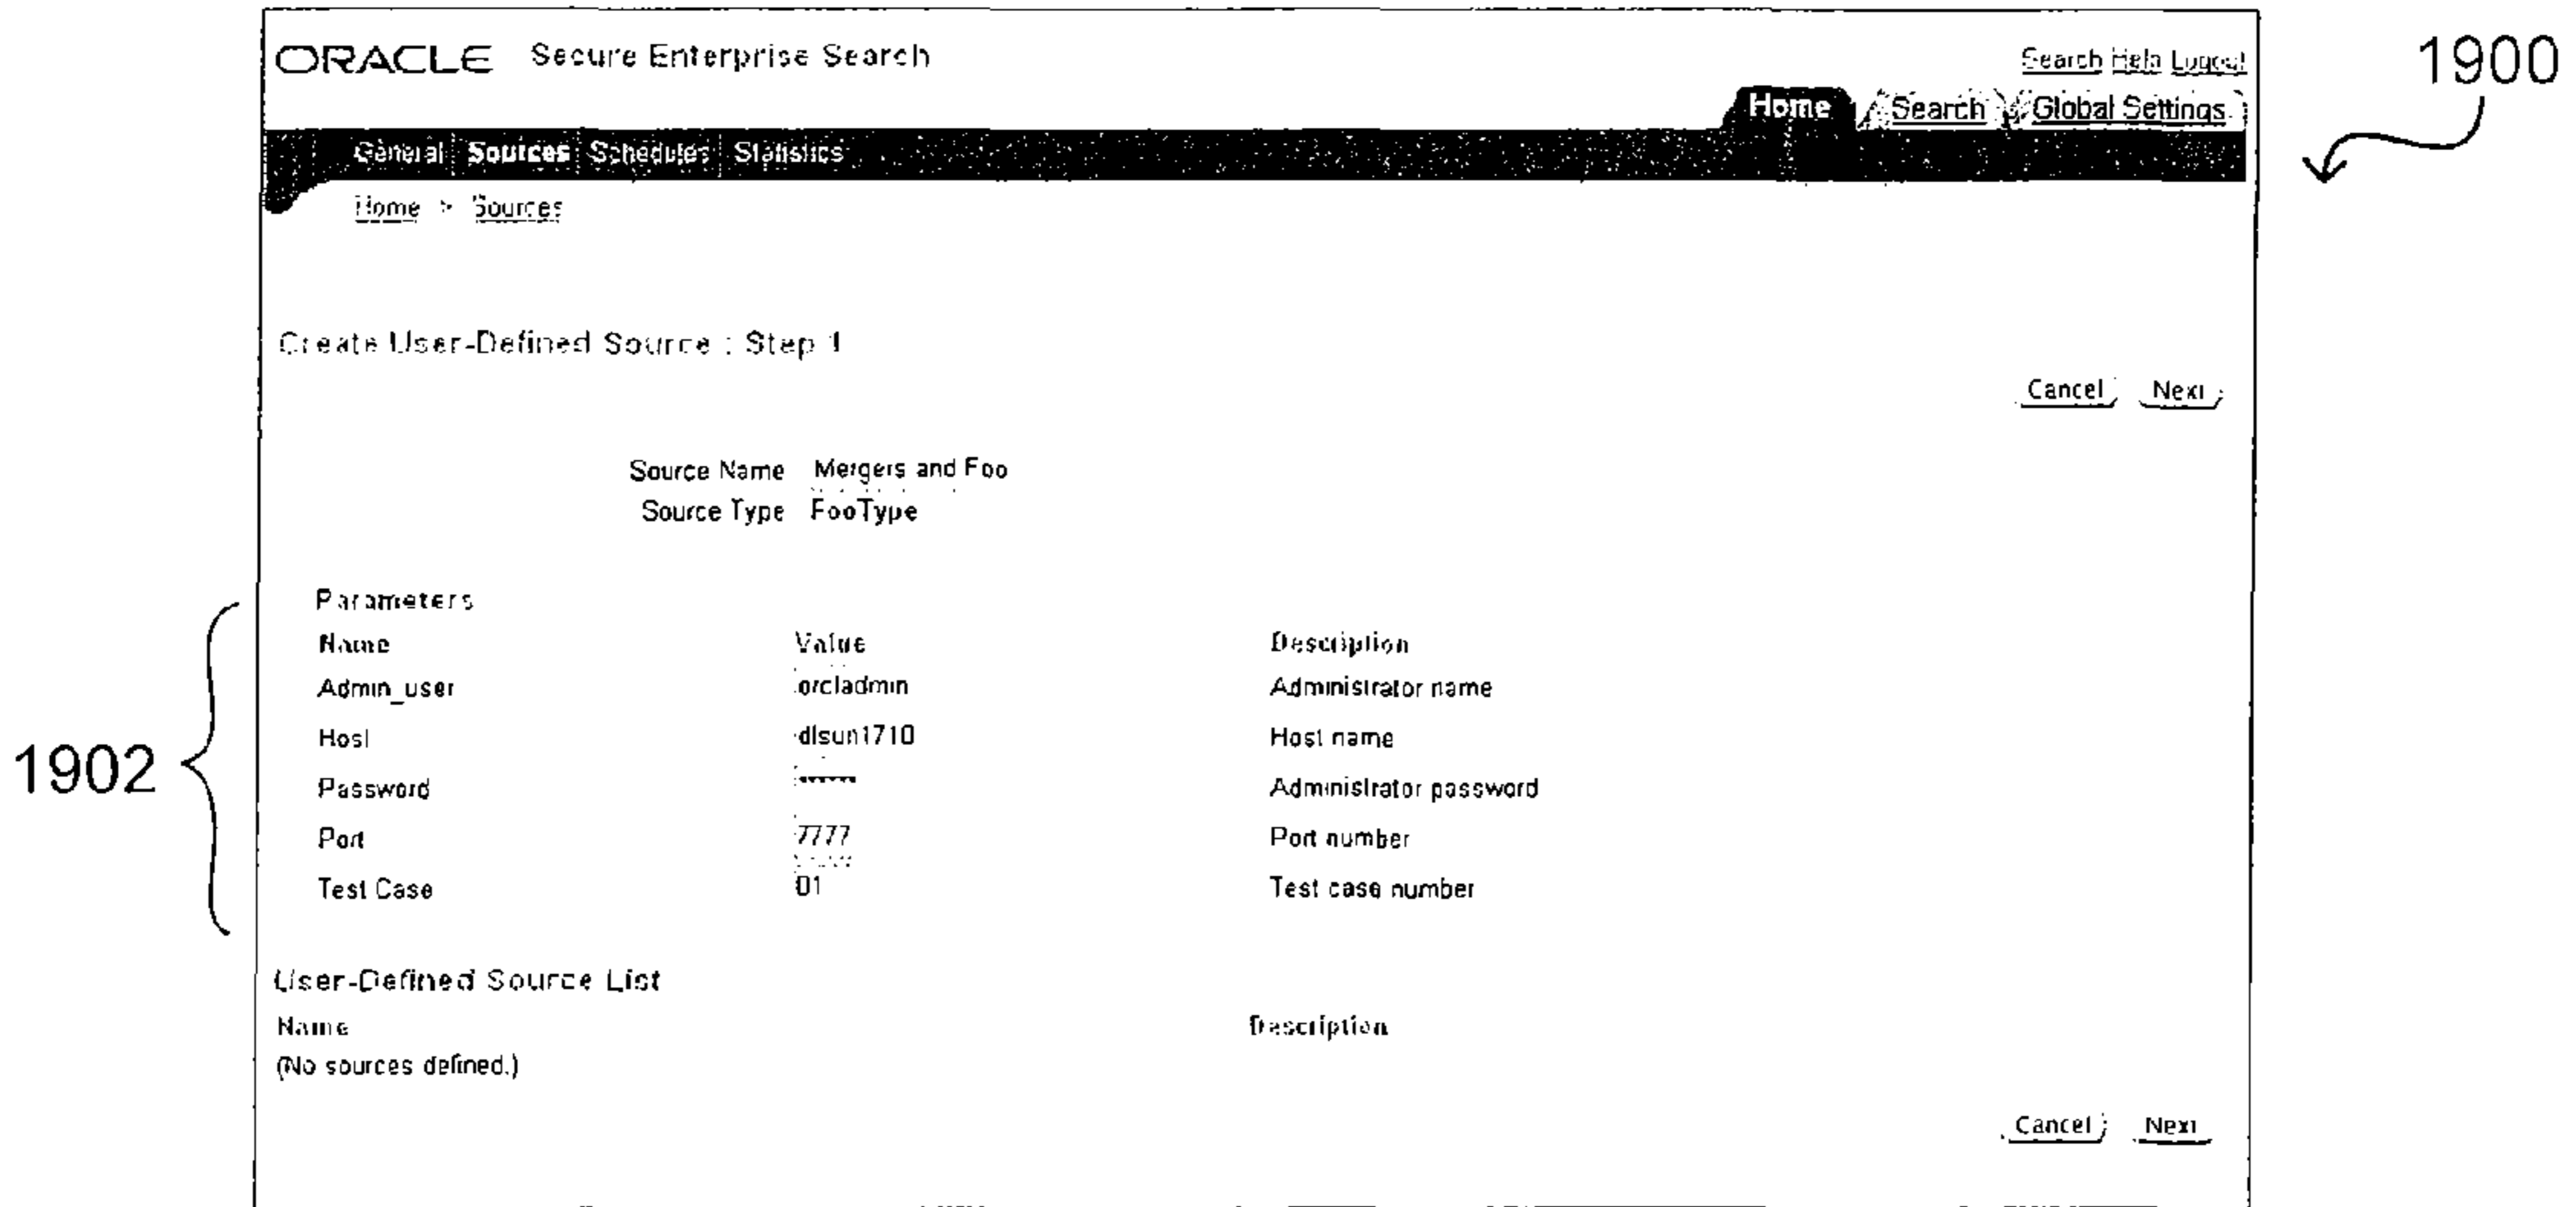 ORACLE Secure Enterprise Search
Search Help Logout
1900
Home Search Global Settings
General Sources Schedules Statistics
Home > Sources
Create User-Defined Source : Step 1
Cancel Next
Source Name Mergers and Foo
Source Type FooType
Parameters
Name Value Description
Admin_user orcladmin Administrator name
Host dlsun1710 Host name
1902
Password ****** Administrator password
Port 7777 Port number
Test Case 01 Test case number
User-Defined Source List
Name Description
(No sources defined.)
Cancel Next